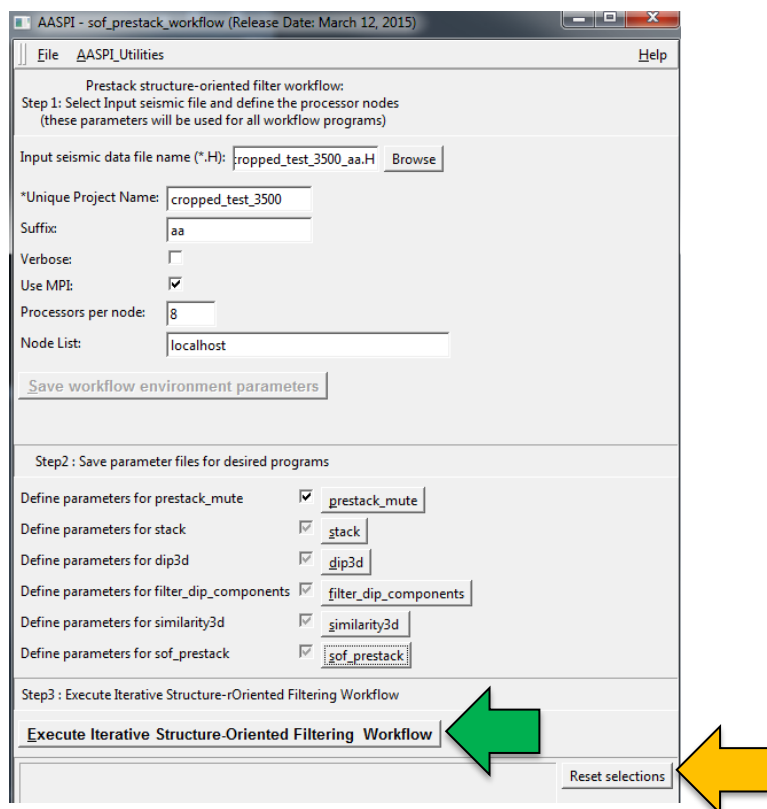 AASPI - sof_prestack_workflow (Release Date: March 12, 2015)
File AASPI_Utilities Help
Prestack structure-oriented filter workflow:
Step 1: Select Input seismic file and define the processor nodes
(these parameters will be used for all workflow programs)
Input seismic data file name (*.H): cropped_test_3500_aa.H Browse
*Unique Project Name: cropped_test_3500
Suffix: aa
Verbose:
Use MPI:
Processors per node: 8
Node List: localhost
Save workflow environment parameters
Step2 : Save parameter files for desired programs
Define parameters for prestack_mute prestack_mute
Define parameters for stack stack
Define parameters for dip3d dip3d
Define parameters for filter_dip_components filter_dip_components
Define parameters for similarity3d similarity3d
Define parameters for sof_prestack sof_prestack
Step3 : Execute Iterative Structure-rOriented Filtering Workflow
Execute Iterative Structure-Oriented Filtering Workflow
Reset selections